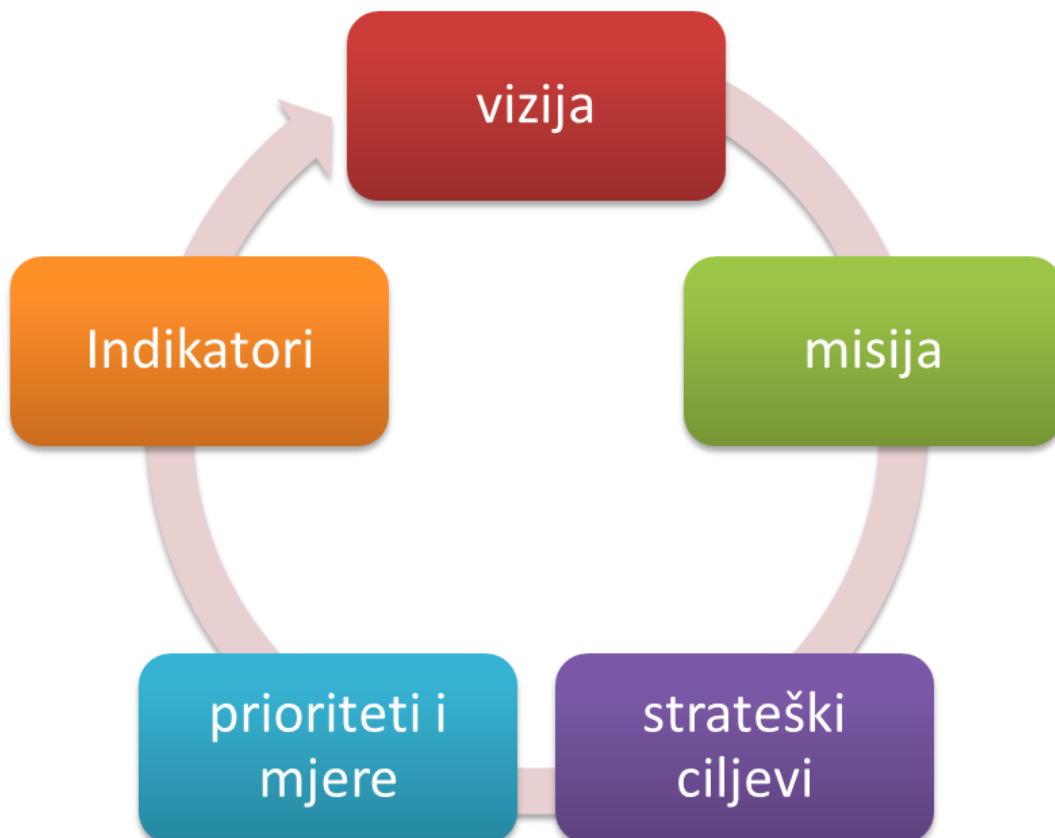 vizija
misija
strateški
ciljevi
prioriteti i
mjere
Indikatori